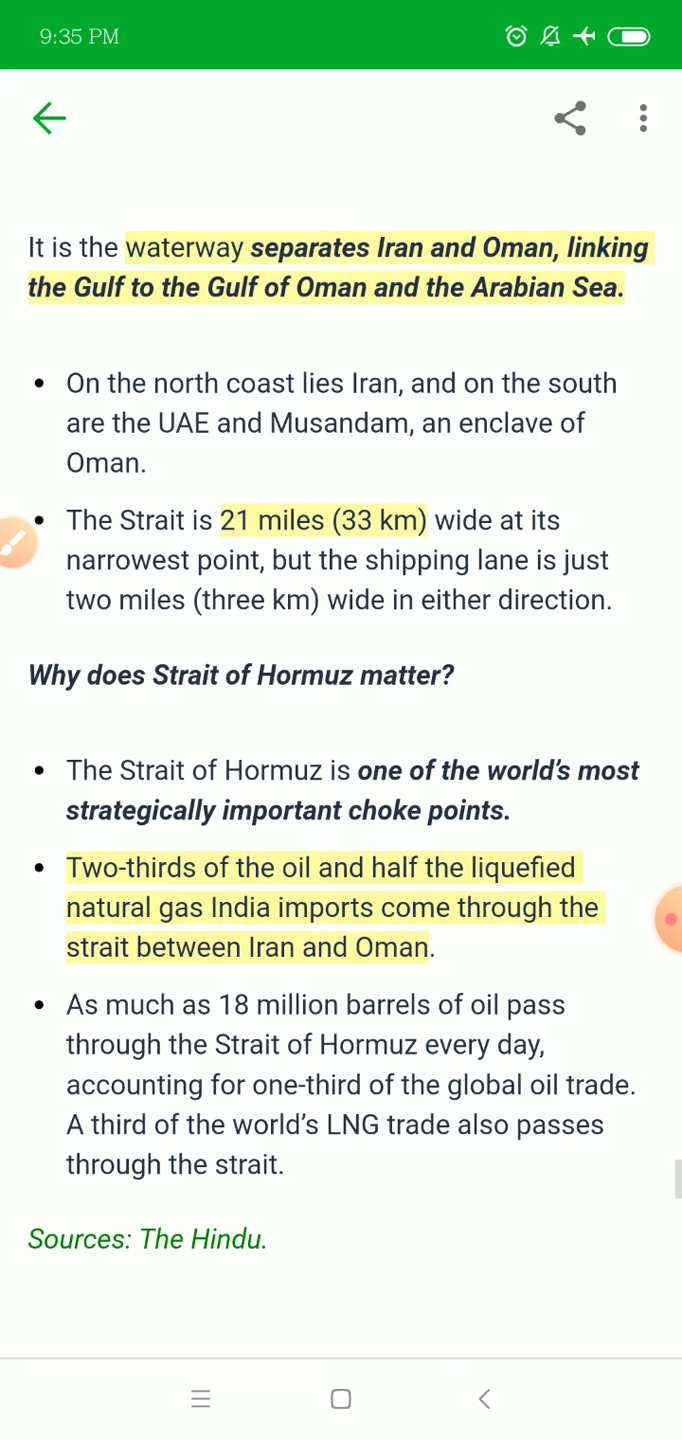 9:35 PM
It is the waterway separates Iran and Oman, linking
the Gulf to the Gulf of Oman and the Arabian Sea.
• On the north coast lies Iran, and on the south
are the UAE and Musandam, an enclave of
Oman.
• The Strait is 21 miles (33 km) wide at its
narrowest point, but the shipping lane is just
two miles (three km) wide in either direction.
Why does Strait of Hormuz matter?
• The Strait of Hormuz is one of the world's most
strategically important choke points.
• Two-thirds of the oil and half the liquefied
natural gas India imports come through the
strait between Iran and Oman.
• As much as 18 million barrels of oil pass
through the Strait of Hormuz every day,
accounting for one-third of the global oil trade.
A third of the world's LNG trade also passes
through the strait.
Sources: The Hindu.